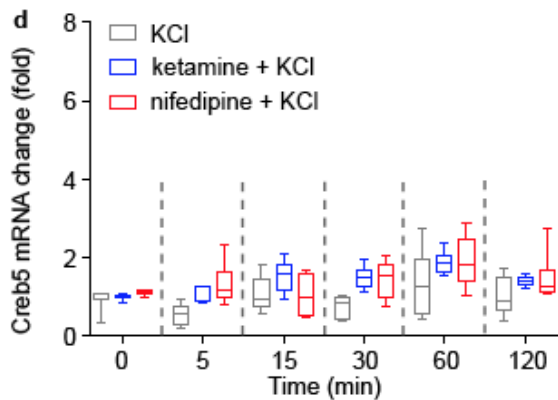 d
Creb5 mRNA change (fold)
8
6
4
2
0
KCl
ketamine + KCl
nifedipine + KCl
0 5 15 30 60 120
Time (min)